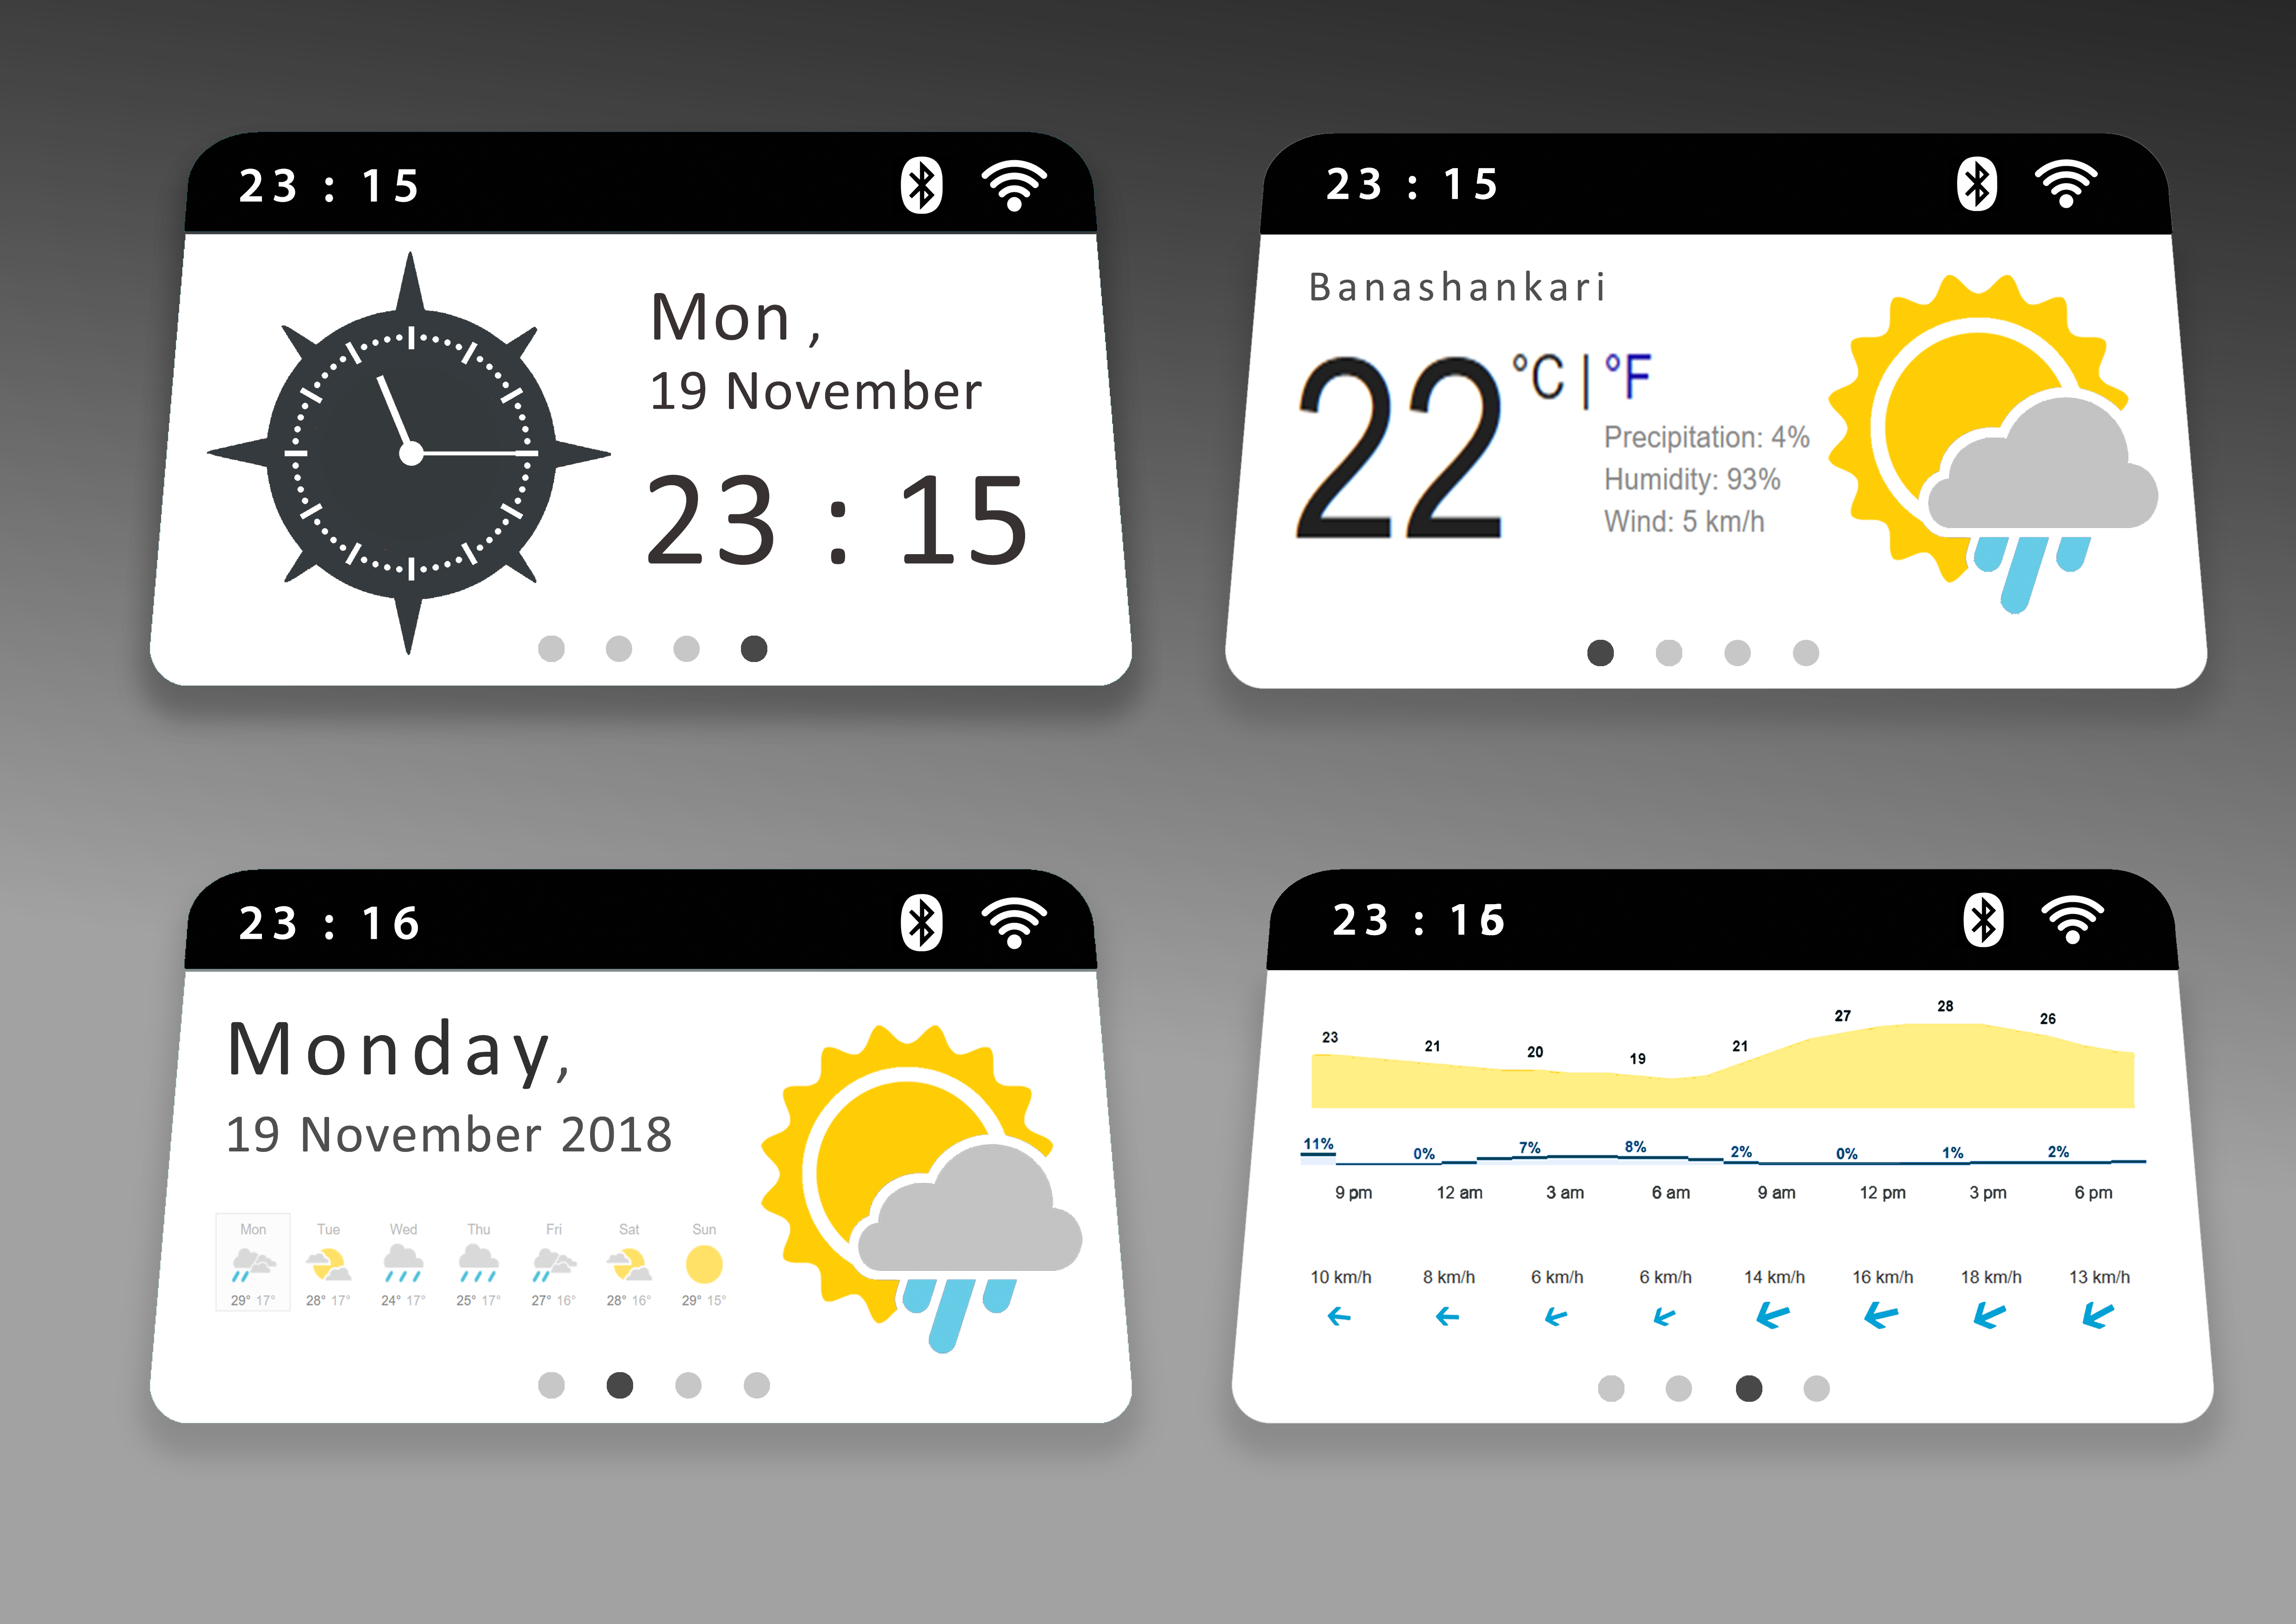 23 : 15
Mon ,
19 November
23 : 15
23 : 15
Banashankari
22 °C | °F
Precipitation: 4%
Humidity: 93%
Wind: 5 km/h
23 : 16
Monday,
19 November 2018
Mon Tue Wed Thu Fri Sat Sun
29° 17° 28° 17° 24° 17° 25° 17° 27° 16° 28° 16° 29° 15°
23 : 16
23 21 20 19 21 27 28 26
11% 0% 7% 8% 2% 0% 1% 2%
9 pm 12 am 3 am 6 am 9 am 12 pm 3 pm 6 pm
10 km/h 8 km/h 6 km/h 6 km/h 14 km/h 16 km/h 18 km/h 13 km/h